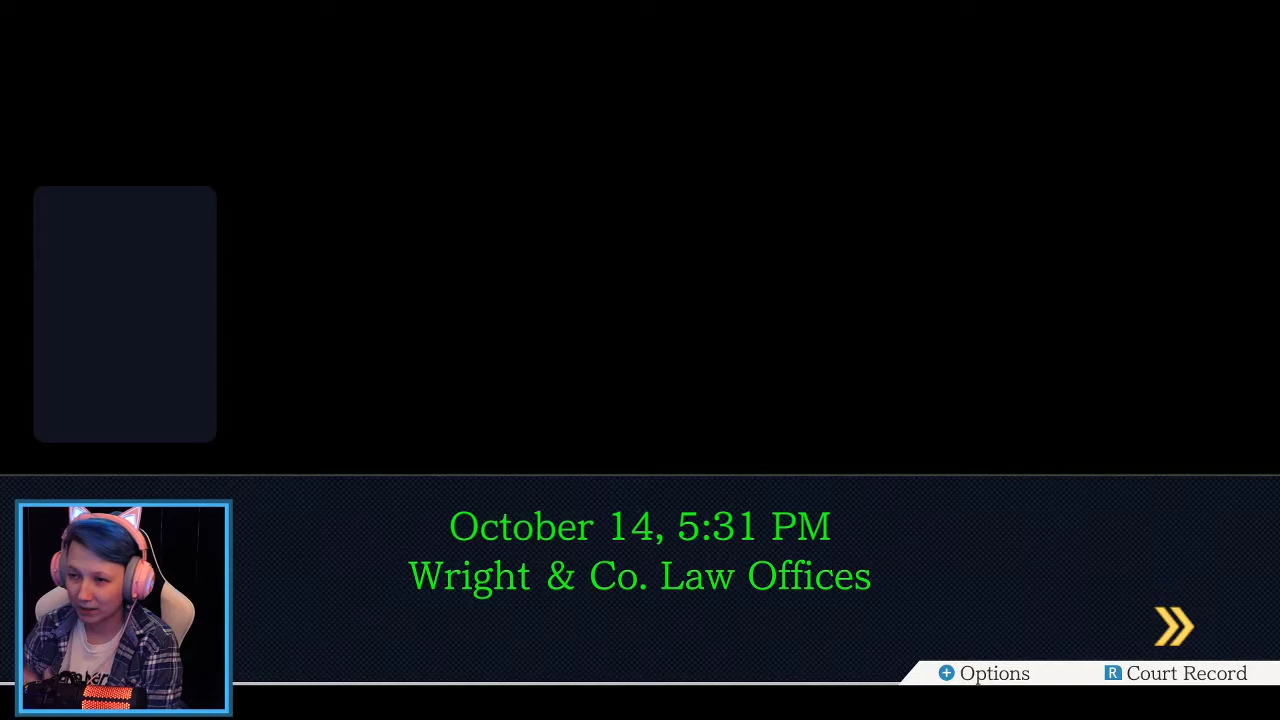 October 14, 5:31 PM
Wright & Co. Law Offices
+ Options
R Court Record